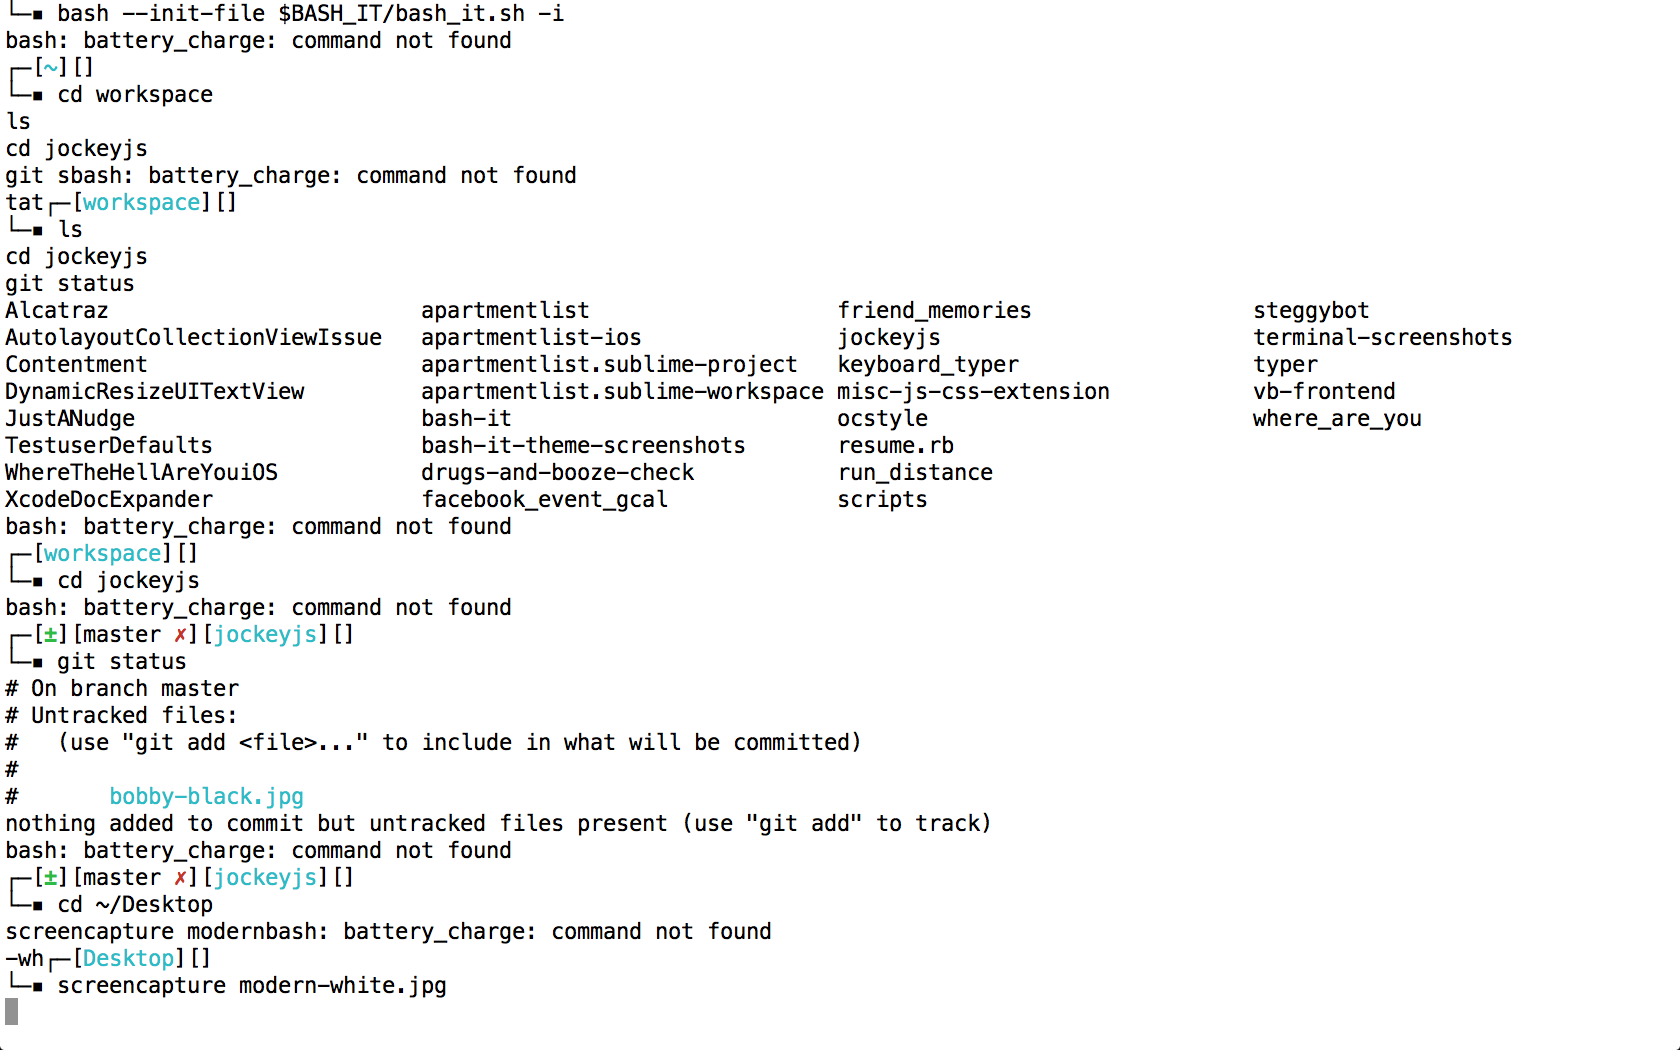 └─▪ bash --init-file $BASH_IT/bash_it.sh -i
bash: battery_charge: command not found
┌─[~][]
└─▪ cd workspace
ls
cd jockeyjs
git sbash: battery_charge: command not found
tat┌─[workspace][]
└─▪ ls
cd jockeyjs
git status
Alcatraz                        apartmentlist                   friend_memories                 steggybot
AutolayoutCollectionViewIssue   apartmentlist-ios               jockeyjs                        terminal-screenshots
Contentment                     apartmentlist.sublime-project   keyboard_typer                  typer
DynamicResizeUITextView         apartmentlist.sublime-workspace misc-js-css-extension           vb-frontend
JustANudge                      bash-it                         ocstyle                         where_are_you
TestuserDefaults                bash-it-theme-screenshots       resume.rb
WhereTheHellAreYouiOS           drugs-and-booze-check           run_distance
XcodeDocExpander                facebook_event_gcal             scripts
bash: battery_charge: command not found
┌─[workspace][]
└─▪ cd jockeyjs
bash: battery_charge: command not found
┌─[±][master ✗][jockeyjs][]
└─▪ git status
# On branch master
# Untracked files:
#   (use "git add <file>..." to include in what will be committed)
#
#       bobby-black.jpg
nothing added to commit but untracked files present (use "git add" to track)
bash: battery_charge: command not found
┌─[±][master ✗][jockeyjs][]
└─▪ cd ~/Desktop
screencapture modernbash: battery_charge: command not found
-wh┌─[Desktop][]
└─▪ screencapture modern-white.jpg